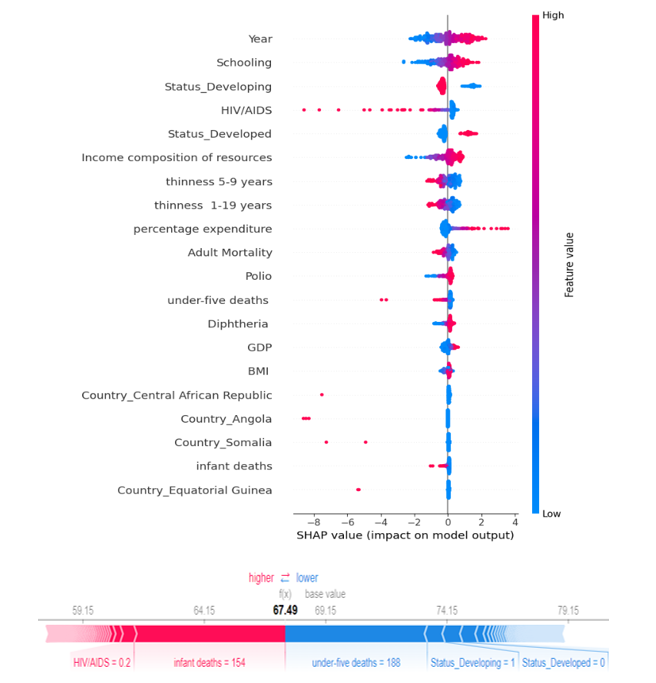 High
Year
Schooling
Status_Developing
HIV/AIDS
Status_Developed
Income composition of resources
thinness 5-9 years
thinness 1-19 years
percentage expenditure
Adult Mortality
Polio
under-five deaths
Diphtheria
GDP
BMI
Country_Central African Republic
Country_Angola
Country_Somalia
infant deaths
Country_Equatorial Guinea
Feature value
Low
−8 −6 −4 −2 0 2 4
SHAP value (impact on model output)
higher ⇄ lower
f(x) base value
59.15 64.15 67.49 69.15 74.15 79.15
HIV/AIDS = 0.2 infant deaths = 154 under-five deaths = 188 Status_Developing = 1 Status_Developed = 0